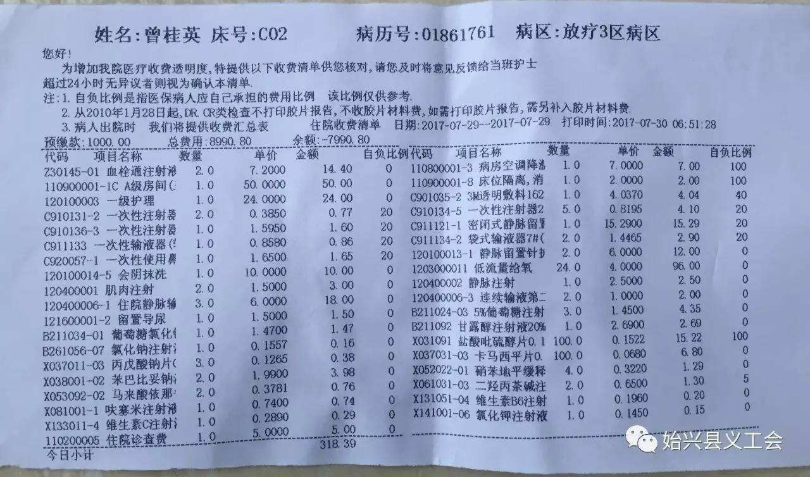 姓名:曾桂英 床号:C02 病历号:01861761 病区:放疗3区病区
您好!
为增加我院医疗收费透明度,特提供以下收费清单供您核对,请您及时将意见反馈给当班护士
超过24小时无异议者则视为确认本清单.
注:1. 自负比例是指医保病人应自己承担的费用比例 该比例仅供参考.
2. 从2010年1月28日起,DR CR类检查不打印胶片报告,不收胶片材料费,如需打印胶片报告,需另补入胶片材料费
3. 病人出院时 我们将提供收费汇总表 住院收费清单 日期:2017-07-29--2017-07-29 打印时间:2017-07-30 06:51:28
预缴款:1000.00 总费用:8990.80 余额:-7990.80
代码 项目名称 数量 单价 金额 自负比例 代码 项目名称 数量 单价 金额 自负比例
Z30145-01 血栓通注射液 2.0 7.2000 14.40 0 110800001-3 病房空调降温 1.0 7.0000 7.00 100
110900001-1C A级房间( 1.0 50.0000 50.00 0 110900001-8 床位隔离,消 1.0 2.0000 2.00 100
120100003 一级护理 1.0 24.0000 24.00 0 C901035-2 3M透明敷料162 1.0 4.0370 4.04 40
C910131-2 一次性注射器 2.0 0.3850 0.77 20 C910134-5 一次性注射器2 5.0 0.8195 4.10 20
C910136-3 一次性注射器 1.0 1.5950 1.60 20 C911121-1 密闭式静脉留置 1.0 15.2900 15.29 20
C911133 一次性输液器( 1.0 0.8580 0.86 20 C911134-2 袋式输液器7#( 2.0 1.4465 2.90 20
C920057-1 一次性使用鼻 1.0 1.6500 1.65 20 120100013-1 静脉留置针护 2.0 6.0000 12.00 0
120100014-5 会阴抹洗 1.0 10.0000 10.00 0 1203000011 低流量给氧 24.0 4.0000 96.00 0
120400001 肌肉注射 2.0 1.5000 3.00 0 120400002 静脉注射 1.0 2.5000 2.50 0
120400006-1 住院静脉输 3.0 6.0000 18.00 0 120400006-3 连续输液第二 2.0 1.0000 2.00 0
121600001-2 留置导尿 1.0 1.5000 1.50 0 B211024-03 5%葡萄糖注射 3.0 1.4500 4.35 0
B211034-01 葡萄糖氯化钠 1.0 1.4700 1.47 0 B211092 甘露醇注射液20% 1.0 2.6900 2.69 0
B261056-07 氯化钠注射液 1.0 0.1557 0.16 0 X031091 盐酸吡硫醇片0.1 100.0 0.1522 15.22 100
X037011-03 丙戊酸钠片( 3.0 0.1265 0.38 0 X037031-03 卡马西平片0. 100.0 0.0680 6.80 0
X038001-02 苯巴比妥钠注 2.0 1.9900 3.98 0 X052022-01 硝苯地平缓释 4.0 0.3220 1.29 0
X053092-02 马来酸依那 2.0 0.3781 0.76 0 X061031-03 二羟丙茶碱注 2.0 0.6500 1.30 5
X081001-1 呋塞米注射液 1.0 0.7400 0.74 0 X131051-04 维生素B6注射 1.0 0.1960 0.20 0
X133011-4 维生素C注射液 1.0 0.2890 0.29 0 X141001-06 氯化钾注射液 1.0 0.1450 0.15 0
110200005 住院诊查费 1.0 5.0000 5.00 0
今日小计 318.39
始兴县义工会